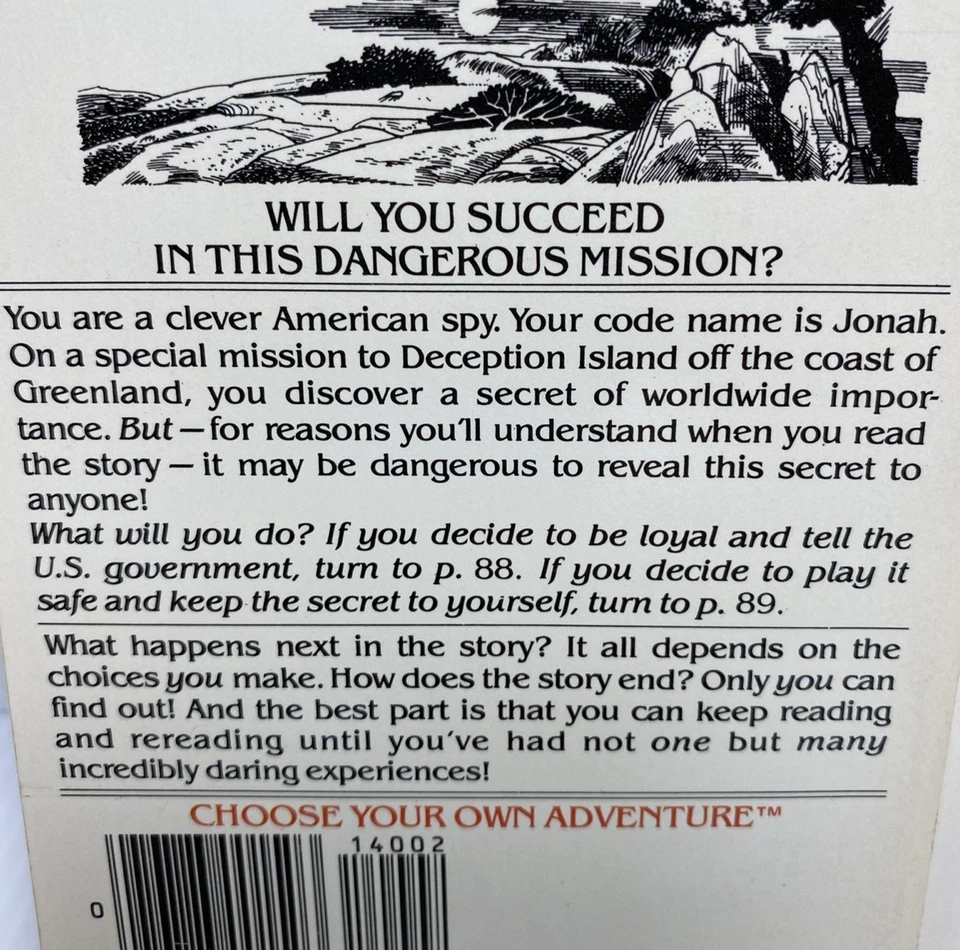 WILL YOU SUCCEED
IN THIS DANGEROUS MISSION?
You are a clever American spy. Your code name is Jonah.
On a special mission to Deception Island off the coast of
Greenland, you discover a secret of worldwide impor-
tance. But—for reasons you'll understand when you read
the story—it may be dangerous to reveal this secret to
anyone!
What will you do? If you decide to be loyal and tell the
U.S. government, turn to p. 88. If you decide to play it
safe and keep the secret to yourself, turn to p. 89.
What happens next in the story? It all depends on the
choices you make. How does the story end? Only you can
find out! And the best part is that you can keep reading
and rereading until you've had not one but many
incredibly daring experiences!
CHOOSE YOUR OWN ADVENTURE™
14002
0